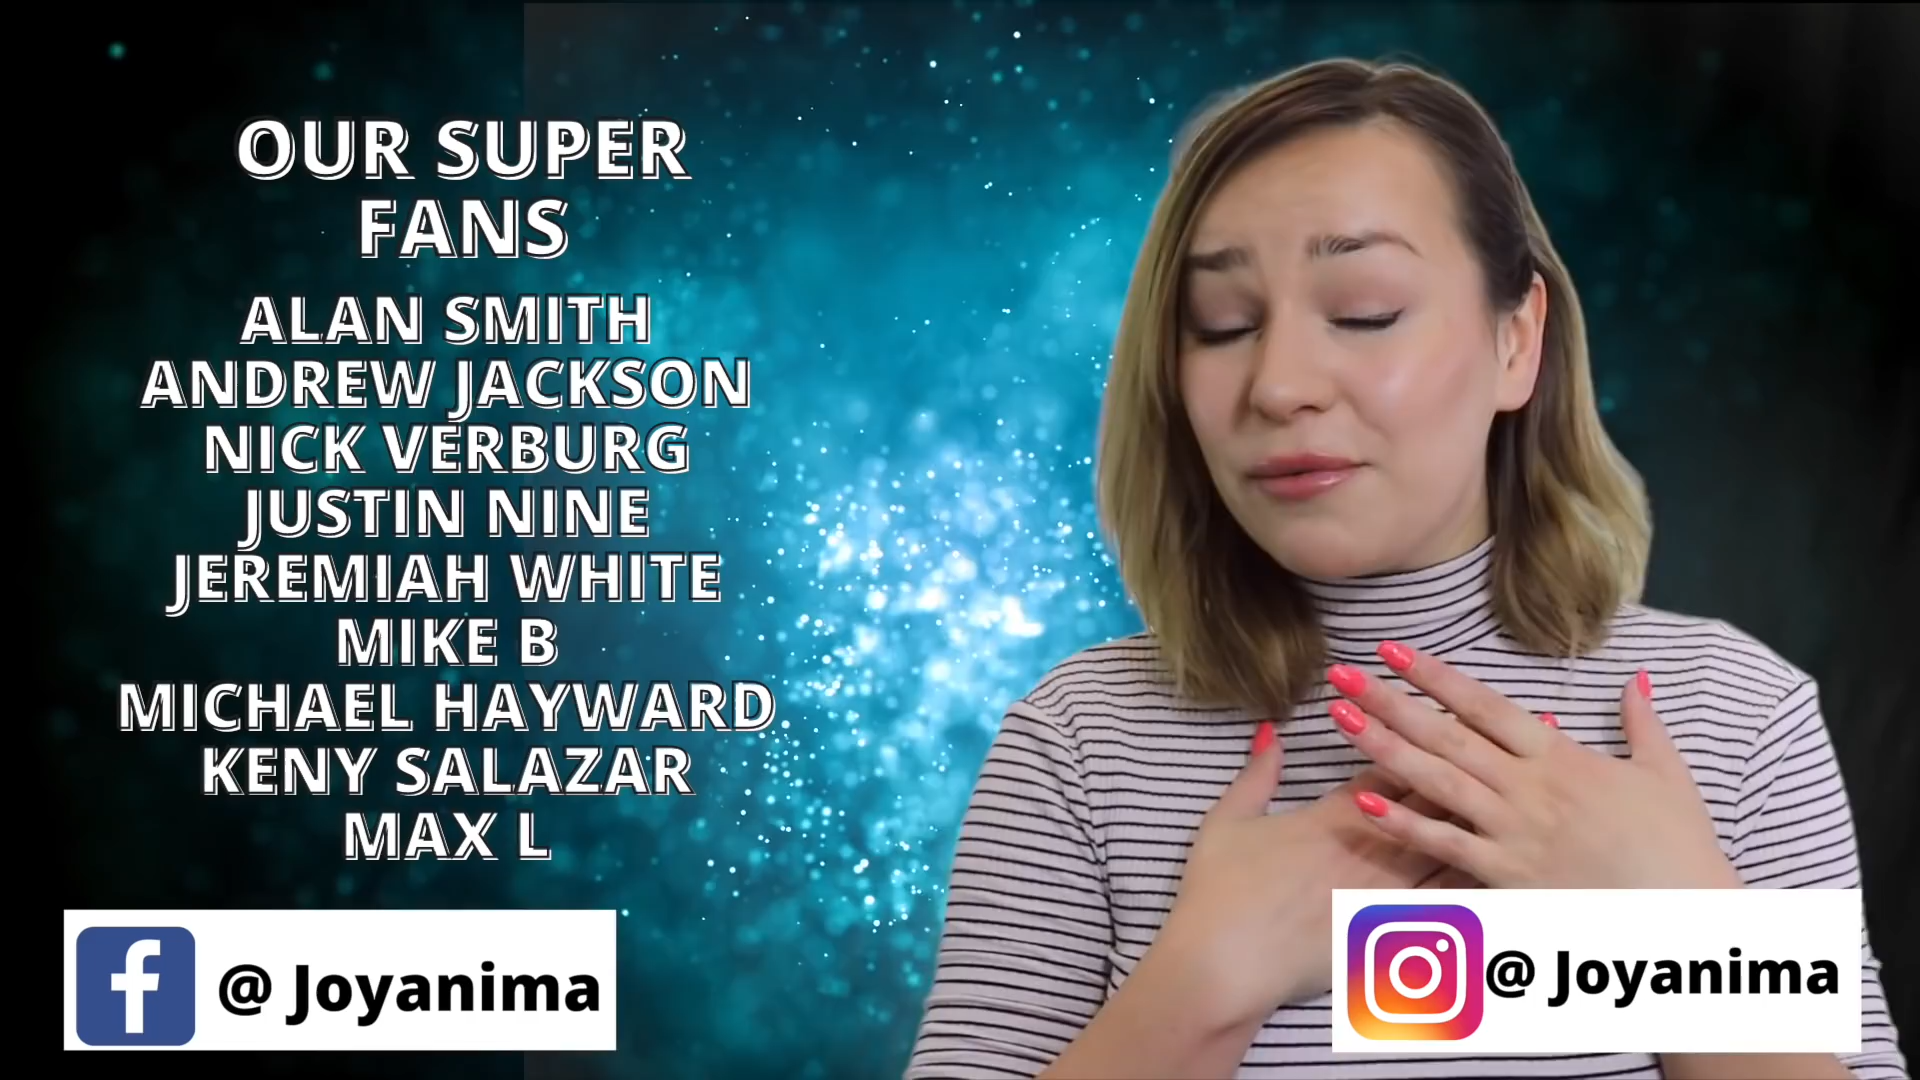 OUR SUPER
FANS
ALAN SMITH
ANDREW JACKSON
NICK VERBURG
JUSTIN NINE
JEREMIAH WHITE
MIKE B
MICHAEL HAYWARD
KENY SALAZAR
MAX L
@ Joyanima
@ Joyanima